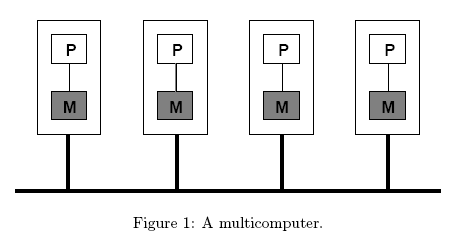 P P P P
M M M M
Figure 1: A multicomputer.